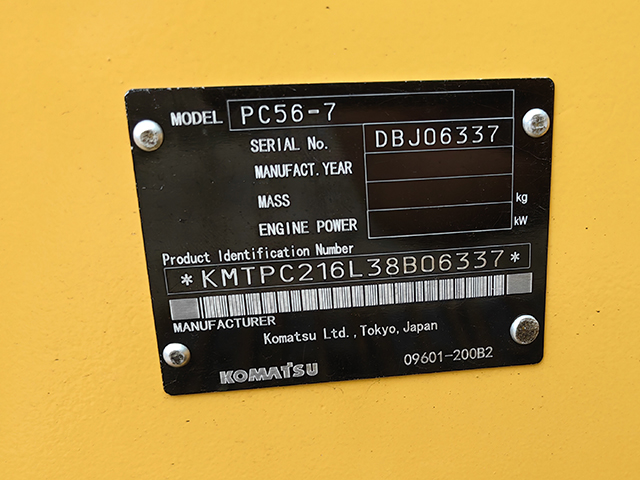 MODEL PC56-7
SERIAL No. DBJ06337
MANUFACT. YEAR
MASS kg
ENGINE POWER kW
Product Identification Number
*KMTPC216L38B06337*
MANUFACTURER
Komatsu Ltd.,Tokyo,Japan
KOMATSU 09601-200B2